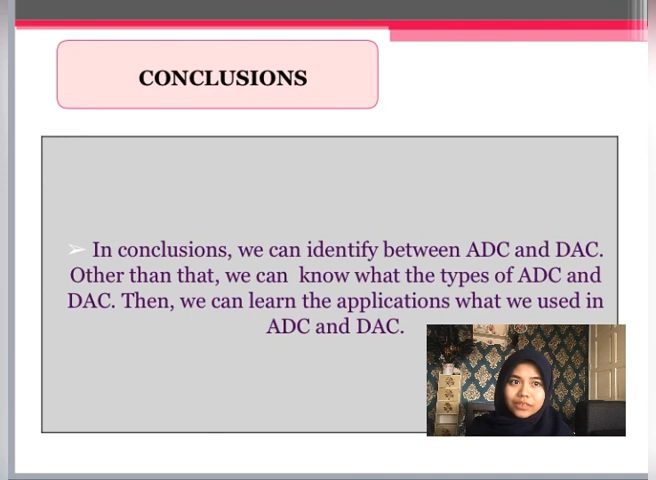 CONCLUSIONS
➢ In conclusions, we can identify between ADC and DAC.
Other than that, we can  know what the types of ADC and
DAC. Then, we can learn the applications what we used in
ADC and DAC.